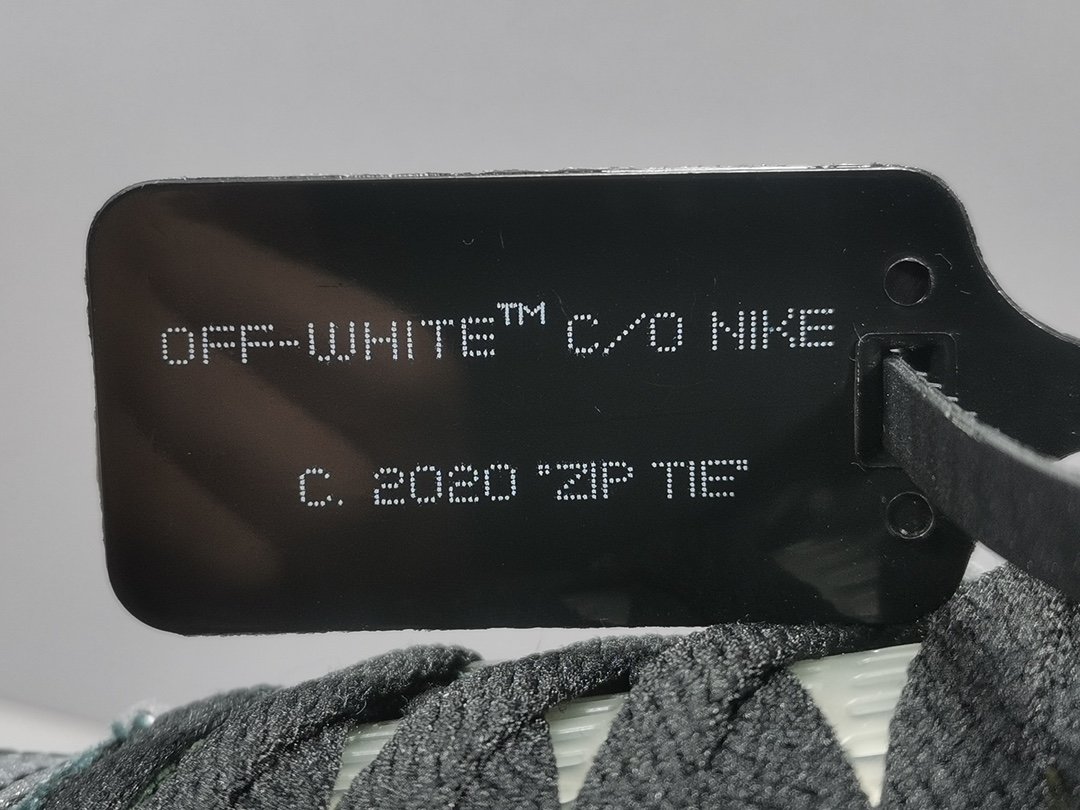 OFF-WHITE™ C/O NIKE
C. 2020 "ZIP TIE"